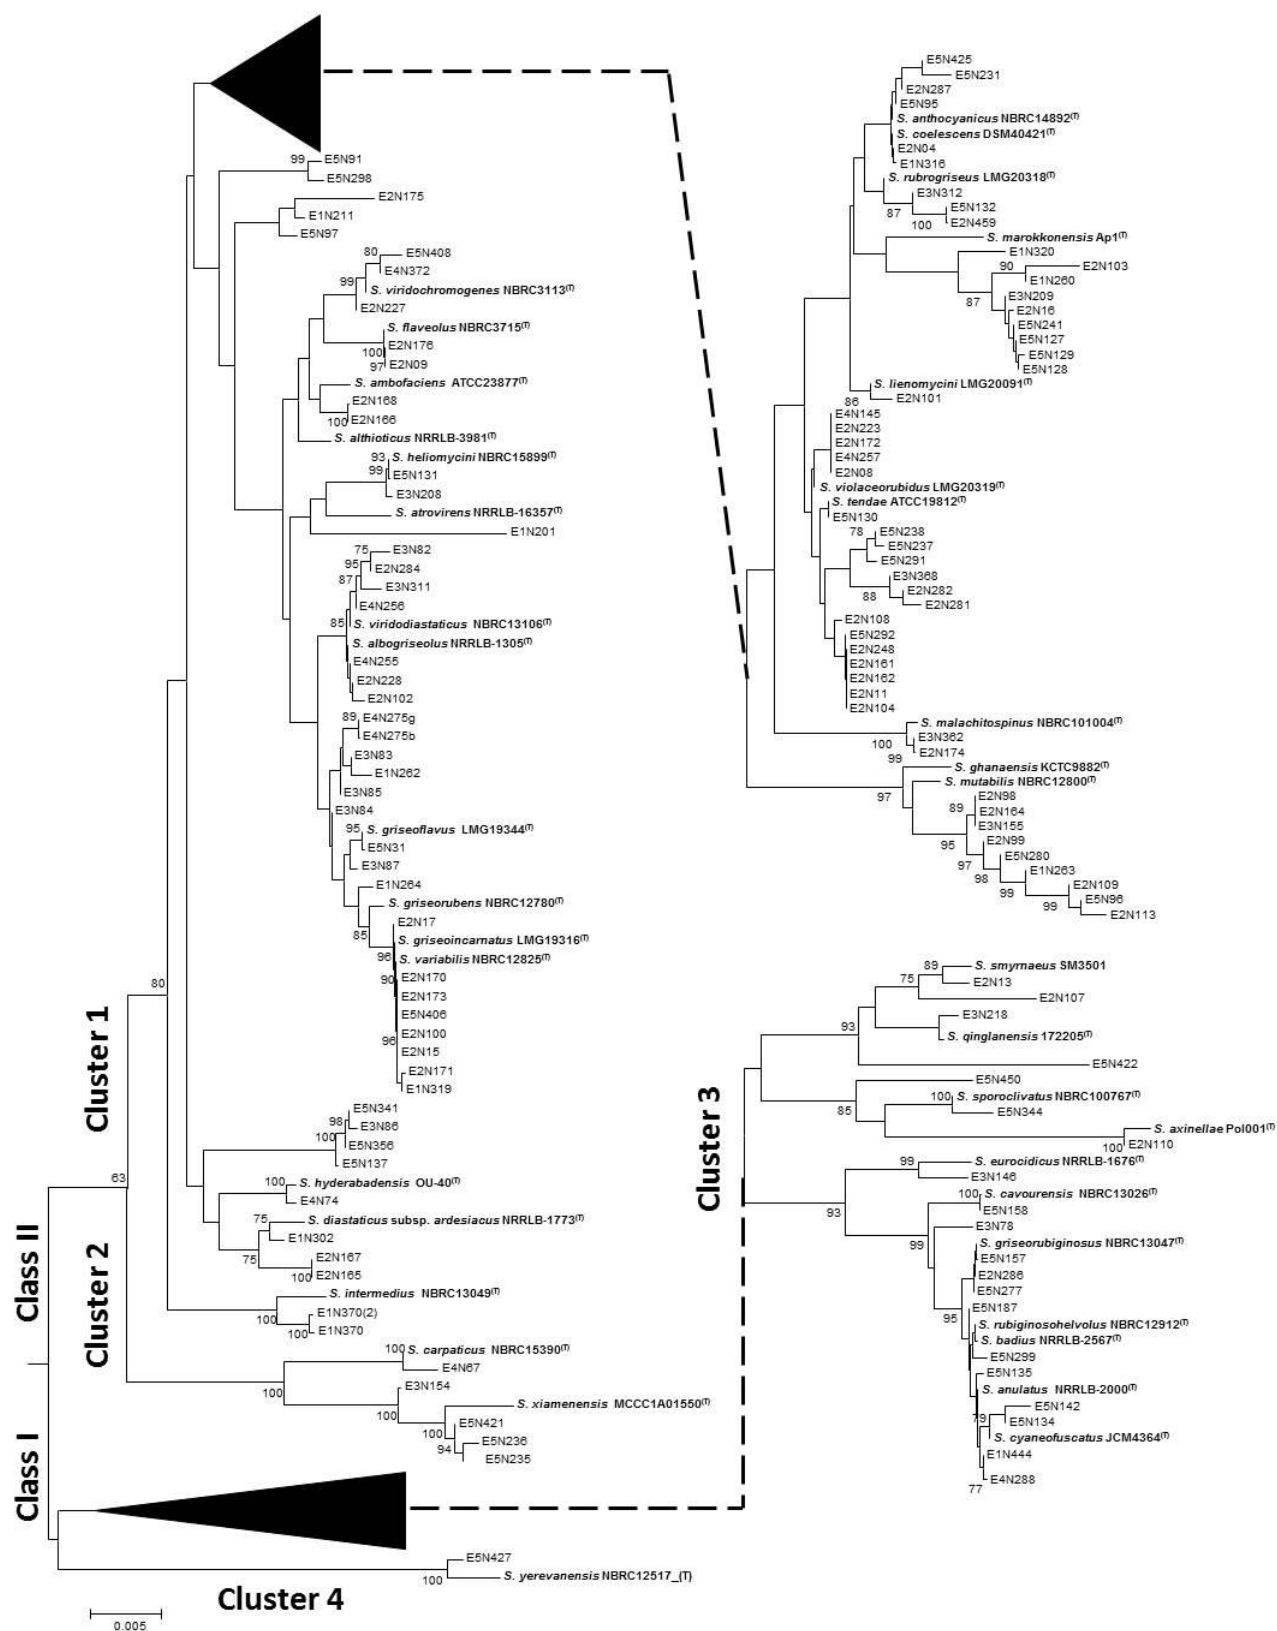 E5N91
99
E5N298
E2N175
E1N211
E5N97
80
E5N408
E4N372
99
S. viridochromogenes NBRC3113(T)
E2N227
S. flaveolus NBRC3715(T)
E2N176
100
E2N09
97
S. ambofaciens ATCC23877(T)
E2N168
E2N166
100
S. althioticus NRRLB-3981(T)
93
S. heliomycini NBRC15899(T)
99
E5N131
E3N208
S. atrovirens NRRLB-16357(T)
E1N201
75
E3N82
95
E2N284
87
E3N311
E4N256
85
S. viridodiastaticus NBRC13106(T)
S. albogriseolus NRRLB-1305(T)
E4N255
E2N228
E2N102
89
E4N275g
E4N275b
E3N83
E1N262
E3N85
E3N84
95
S. griseoflavus LMG19344(T)
E5N31
E3N87
E1N264
S. griseorubens NBRC12780(T)
85
E2N17
S. griseoincarnatus LMG19316(T)
96
S. variabilis NBRC12825(T)
90
E2N170
E2N173
E5N406
E2N100
96
E2N15
E2N171
E1N319
80
Cluster 1
E5N341
98
E3N86
100
E5N356
E5N137
63
100
S. hyderabadensis OU-40(T)
E4N74
75
S. diastaticus subsp. ardesiacus NRRLB-1773(T)
E1N302
75
E2N167
100
E2N165
S. intermedius NBRC13049(T)
E1N370(2)
100
100
E1N370
Class II
Cluster 2
100
S. carpaticus NBRC15390(T)
E4N67
100
E3N154
S. xiamenensis MCCC1A01550(T)
100
E5N421
100
E5N236
94
E5N235
Class I
E5N427
100
S. yerevanensis NBRC12517_(T)
Cluster 4
0.005
E5N425
E5N231
E2N287
E5N95
S. anthocyanicus NBRC14892(T)
S. coelescens DSM40421(T)
E2N04
E1N316
S. rubrogriseus LMG20318(T)
E3N312
87
E5N132
100
E2N459
S. marokkonensis Ap1(T)
E1N320
90
E2N103
E1N260
87
E3N209
E2N16
E5N241
E5N127
E5N129
E5N128
S. lienomycini LMG20091(T)
86
E2N101
E4N145
E2N223
E2N172
E4N257
E2N08
S. violaceorubidus LMG20319(T)
S. tendae ATCC19812(T)
E5N130
78
E5N238
E5N237
E5N291
E3N368
88
E2N282
E2N281
E2N108
E5N292
E2N248
E2N161
E2N162
E2N11
E2N104
S. malachitospinus NBRC101004(T)
E3N362
100
E2N174
99
S. ghanaensis KCTC9882(T)
S. mutabilis NBRC12800(T)
97
E2N98
89
E2N164
E3N155
95
E2N99
E5N280
97
E1N263
98
E2N109
99
E5N96
99
E2N113
89
S. smyrnaeus SM3501
75
E2N13
E2N107
E3N218
93
S. qinglanensis 172205(T)
E5N422
E5N450
100
S. sporoclivatus NBRC100767(T)
85
E5N344
S. axinellae Pol001(T)
100
E2N110
Cluster 3
99
S. eurocidicus NRRLB-1676(T)
E3N146
93
100
S. cavourensis NBRC13026(T)
E5N158
E3N78
99
S. griseorubiginosus NBRC13047(T)
E5N157
E2N286
E5N277
E5N187
95
S. rubiginosohelvolus NBRC12912(T)
S. badius NRRLB-2567(T)
E5N299
E5N135
S. anulatus NRRLB-2000(T)
E5N142
79
E5N134
S. cyaneofuscatus JCM4364(T)
E1N444
E4N288
77